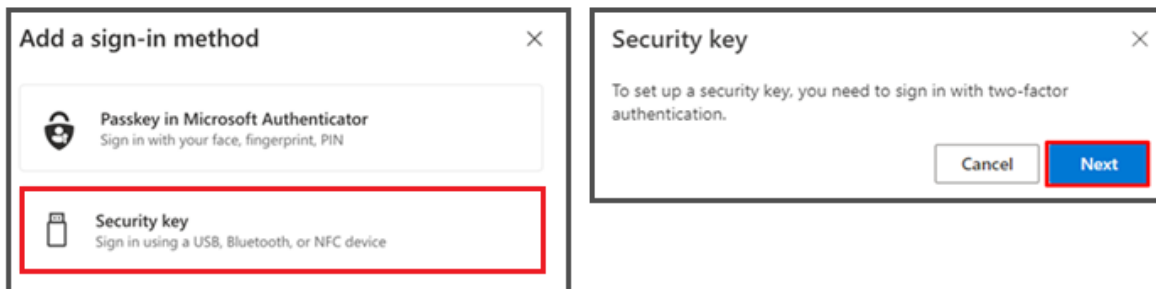 Add a sign-in method
Passkey in Microsoft Authenticator
Sign in with your face, fingerprint, PIN
Security key
Sign in using a USB, Bluetooth, or NFC device
Security key
To set up a security key, you need to sign in with two-factor
authentication.
Cancel
Next